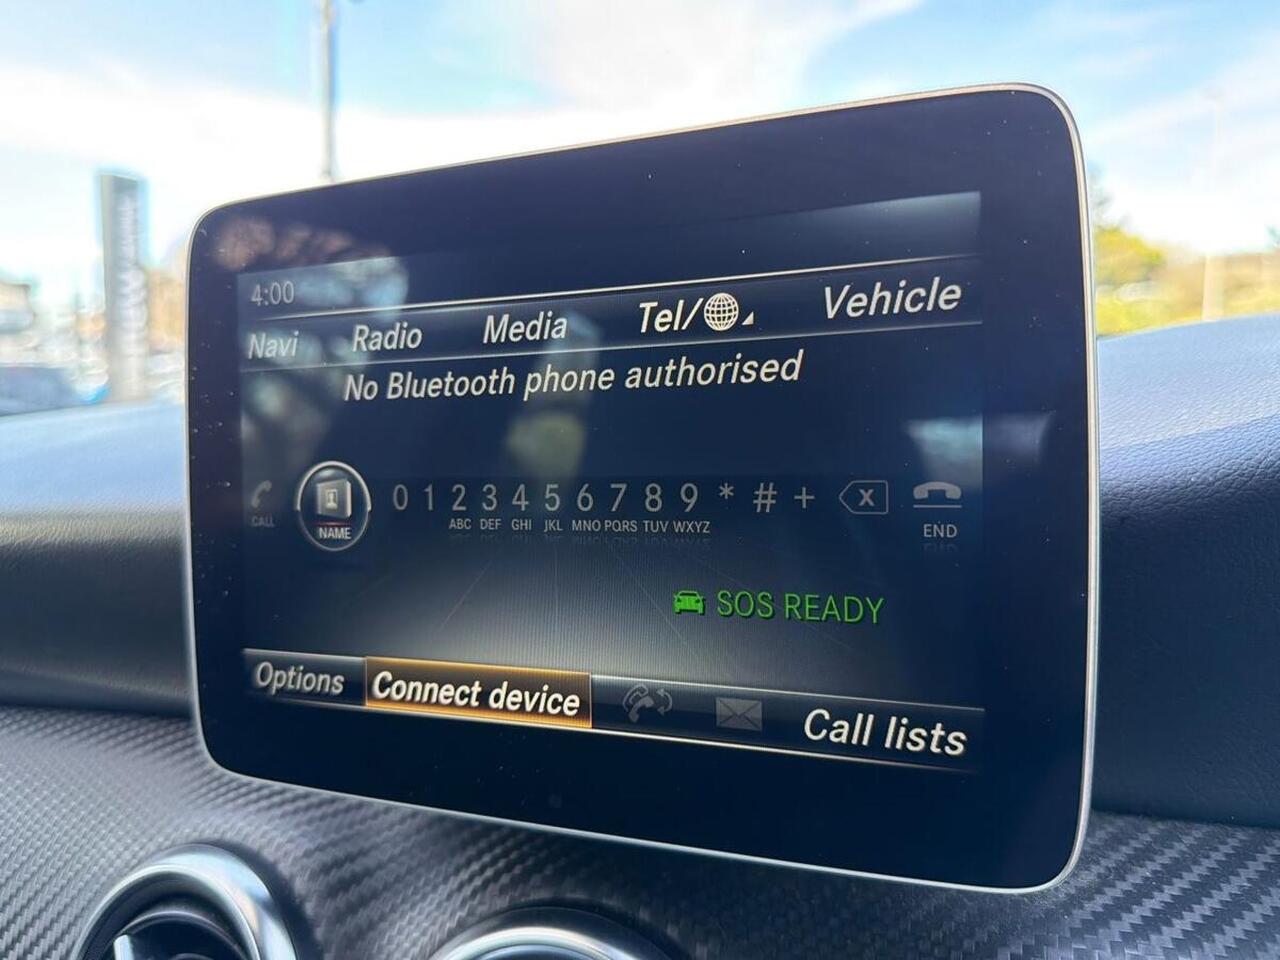 4:00
Navi Radio Media Tel/ Vehicle
No Bluetooth phone authorised
CALL NAME 0 1 2 3 4 5 6 7 8 9 * # + X END
ABC DEF GHI JKL MNO PQRS TUV WXYZ
SOS READY
Options Connect device Call lists